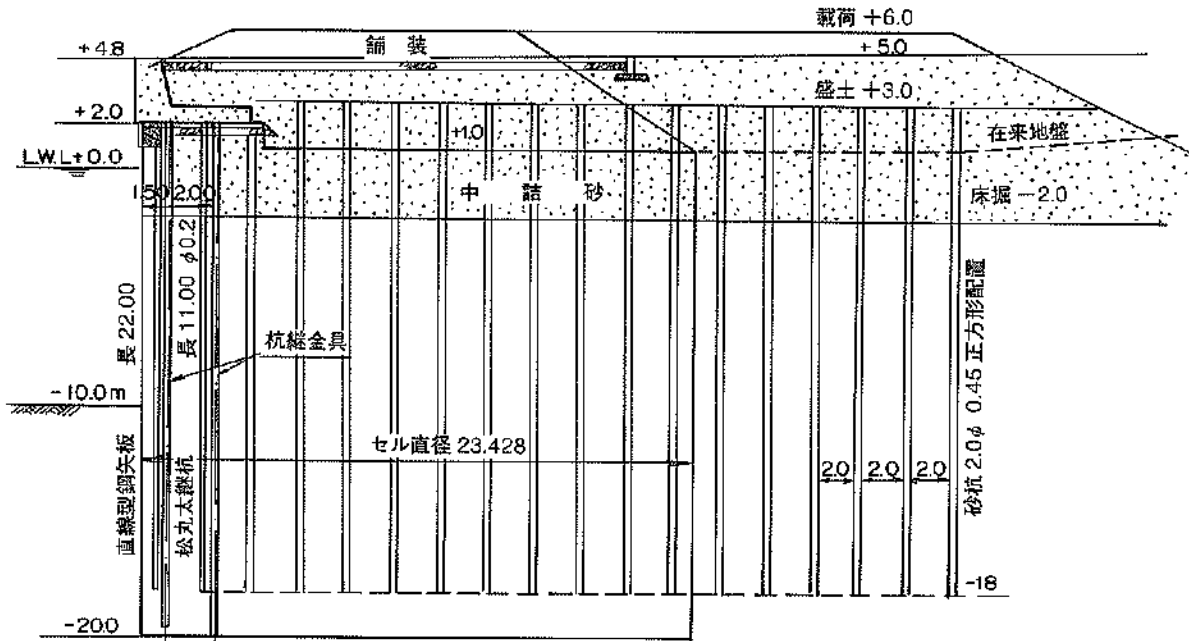 載荷 +6.0
+4.8
舗 装
+5.0
盛土 +3.0
+2.0
+1.0
在来地盤
L.W.L±0.0
1.50 2.00
中 詰 砂
床掘 -2.0
長 22.00
長 11.00 φ0.2
杭継金具
-10.0m
直線型鋼矢板
松丸太継杭
セル直径 23.428
2.0 2.0 2.0
砂杭 2.0φ 0.45 正方形配置
-18
-20.0